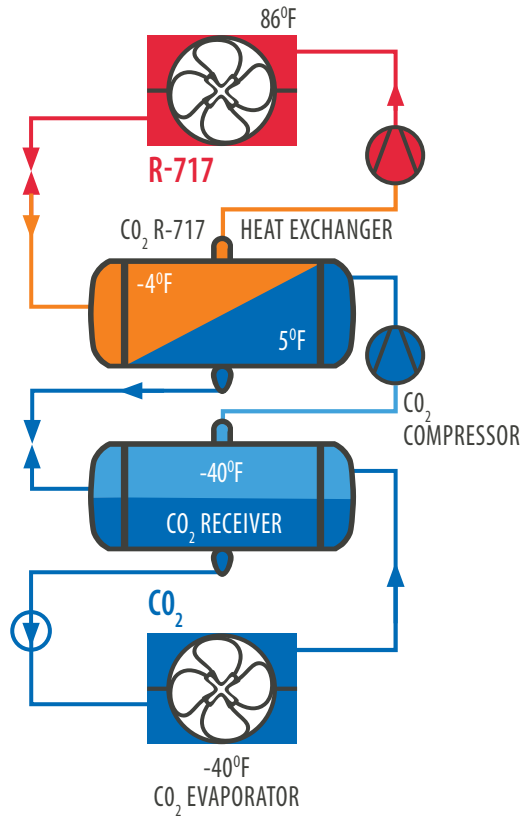 86⁰F
R-717
CO₂ R-717 HEAT EXCHANGER
-4⁰F
5⁰F
CO₂
COMPRESSOR
-40⁰F
CO₂ RECEIVER
CO₂
-40⁰F
CO₂ EVAPORATOR